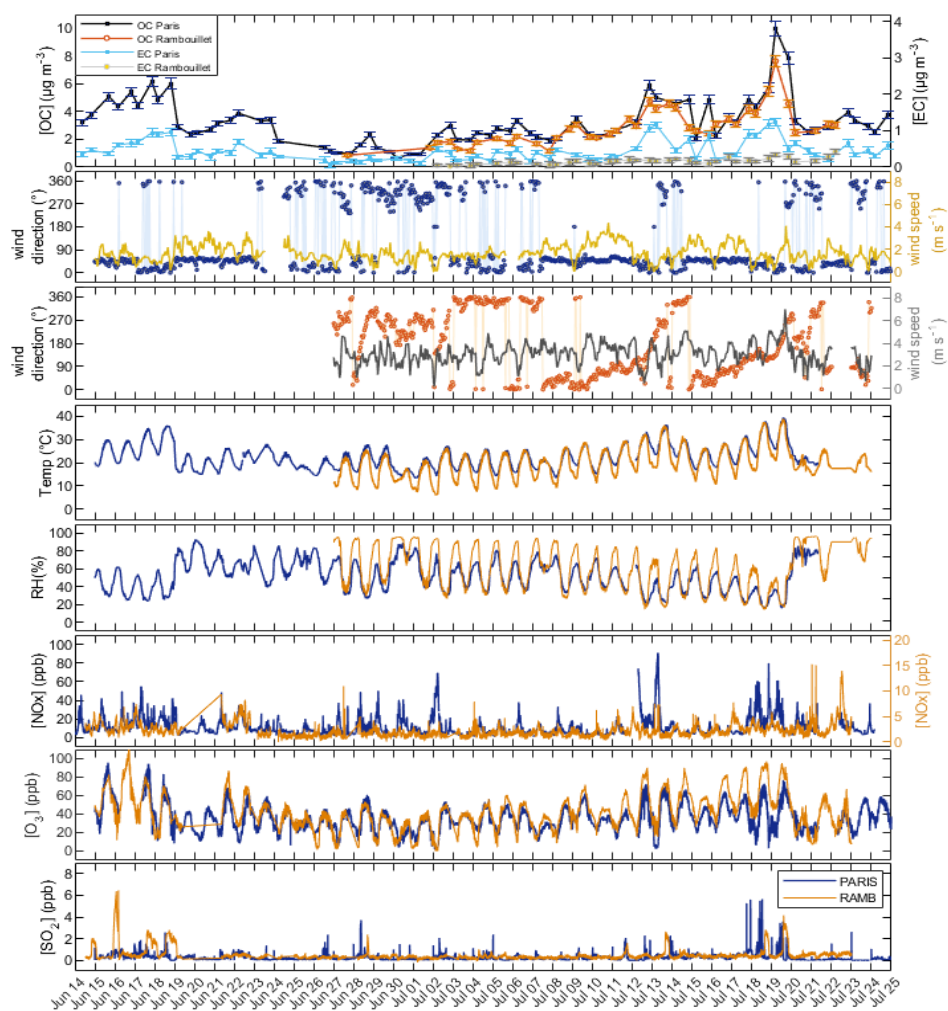 OC Paris
OC Rambouillet
EC Paris
EC Rambouillet
[OC] (µg m⁻³)
10
8
6
4
2
0
[EC] (µg m⁻³)
4
3
2
1
0
wind
direction (°)
360
270
180
90
0
wind speed
(m s⁻¹)
8
6
4
2
0
wind
direction (°)
360
270
180
90
0
wind speed
(m s⁻¹)
8
6
4
2
0
Temp (°C)
40
30
20
10
0
RH(%)
100
80
60
40
20
0
[NOx] (ppb)
100
80
60
40
20
0
[NOx] (ppb)
20
15
10
5
0
[O₃] (ppb)
100
80
60
40
20
0
[SO₂] (ppb)
8
6
4
2
0
PARIS
RAMB
Jun 14
Jun 15
Jun 16
Jun 17
Jun 18
Jun 19
Jun 20
Jun 21
Jun 22
Jun 23
Jun 24
Jun 25
Jun 26
Jun 27
Jun 28
Jun 29
Jun 30
Jul 01
Jul 02
Jul 03
Jul 04
Jul 05
Jul 06
Jul 07
Jul 08
Jul 09
Jul 10
Jul 11
Jul 12
Jul 13
Jul 14
Jul 15
Jul 16
Jul 17
Jul 18
Jul 19
Jul 20
Jul 21
Jul 22
Jul 23
Jul 24
Jul 25